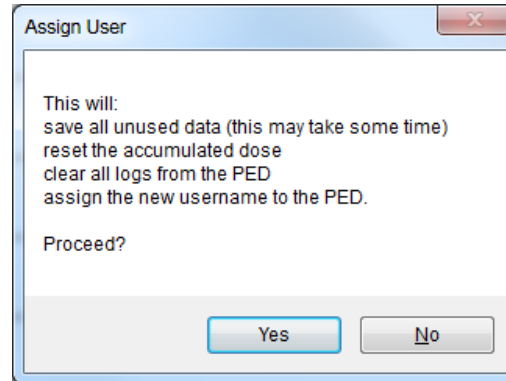 Assign User
This will:
save all unused data (this may take some time)
reset the accumulated dose
clear all logs from the PED
assign the new username to the PED.
Proceed?
Yes
No